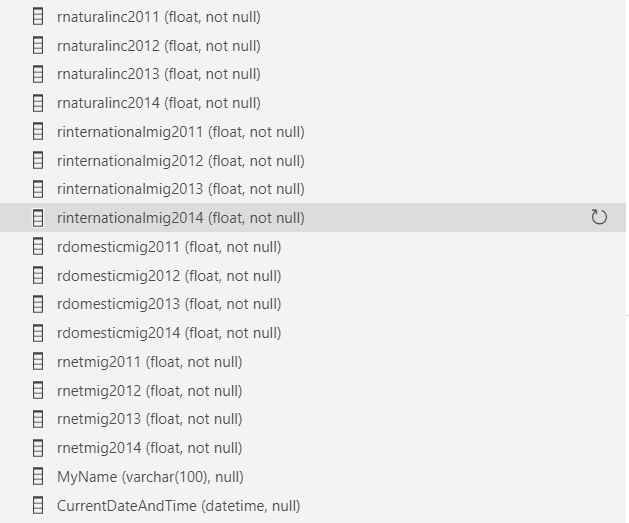 rnaturalinc2011 (float, not null)
rnaturalinc2012 (float, not null)
rnaturalinc2013 (float, not null)
rnaturalinc2014 (float, not null)
rinternationalmig2011 (float, not null)
rinternationalmig2012 (float, not null)
rinternationalmig2013 (float, not null)
rinternationalmig2014 (float, not null)
rdomesticmig2011 (float, not null)
rdomesticmig2012 (float, not null)
rdomesticmig2013 (float, not null)
rdomesticmig2014 (float, not null)
rnetmig2011 (float, not null)
rnetmig2012 (float, not null)
rnetmig2013 (float, not null)
rnetmig2014 (float, not null)
MyName (varchar(100), null)
CurrentDateAndTime (datetime, null)